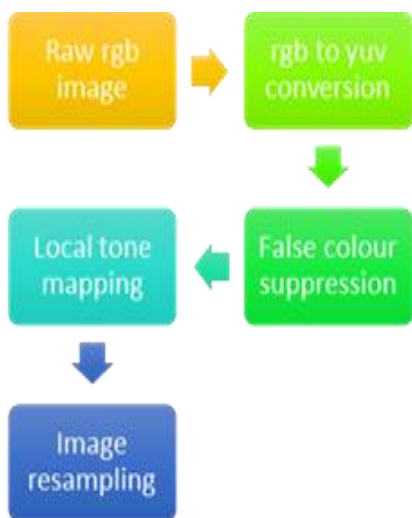 Raw rgb
image
rgb to yuv
conversion
False colour
suppression
Local tone
mapping
Image
resampling